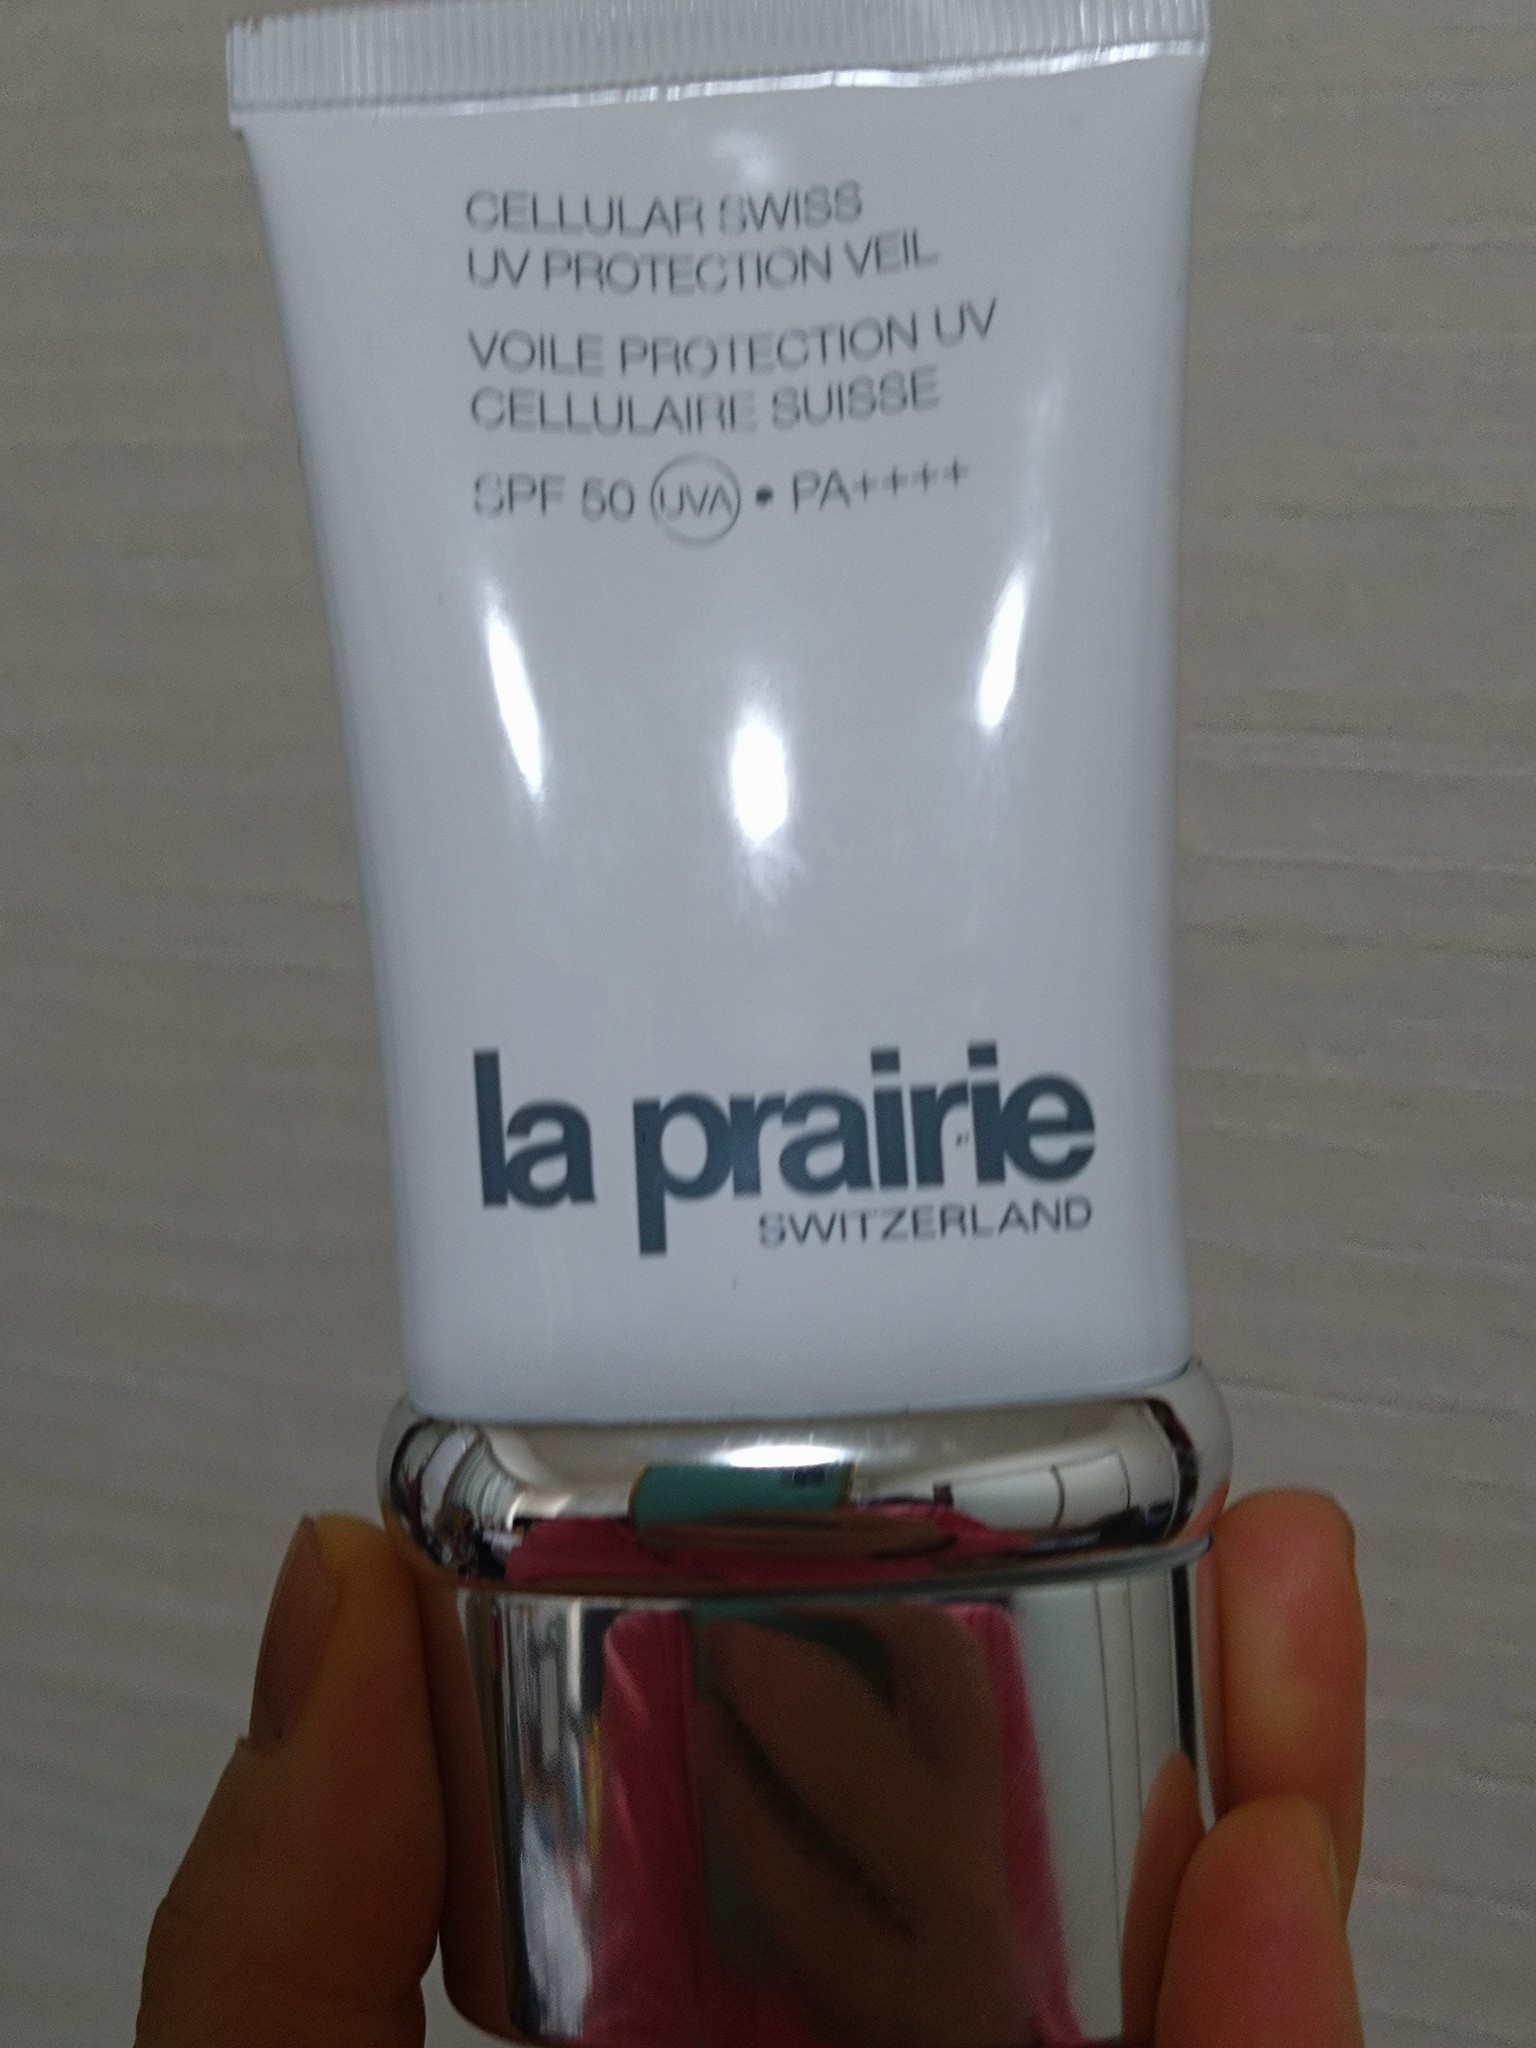 CELLULAR SWISS
UV PROTECTION VEIL
VOILE PROTECTION UV
CELLULAIRE SUISSE
SPF 50 UVA • PA++++
la prairie
SWITZERLAND